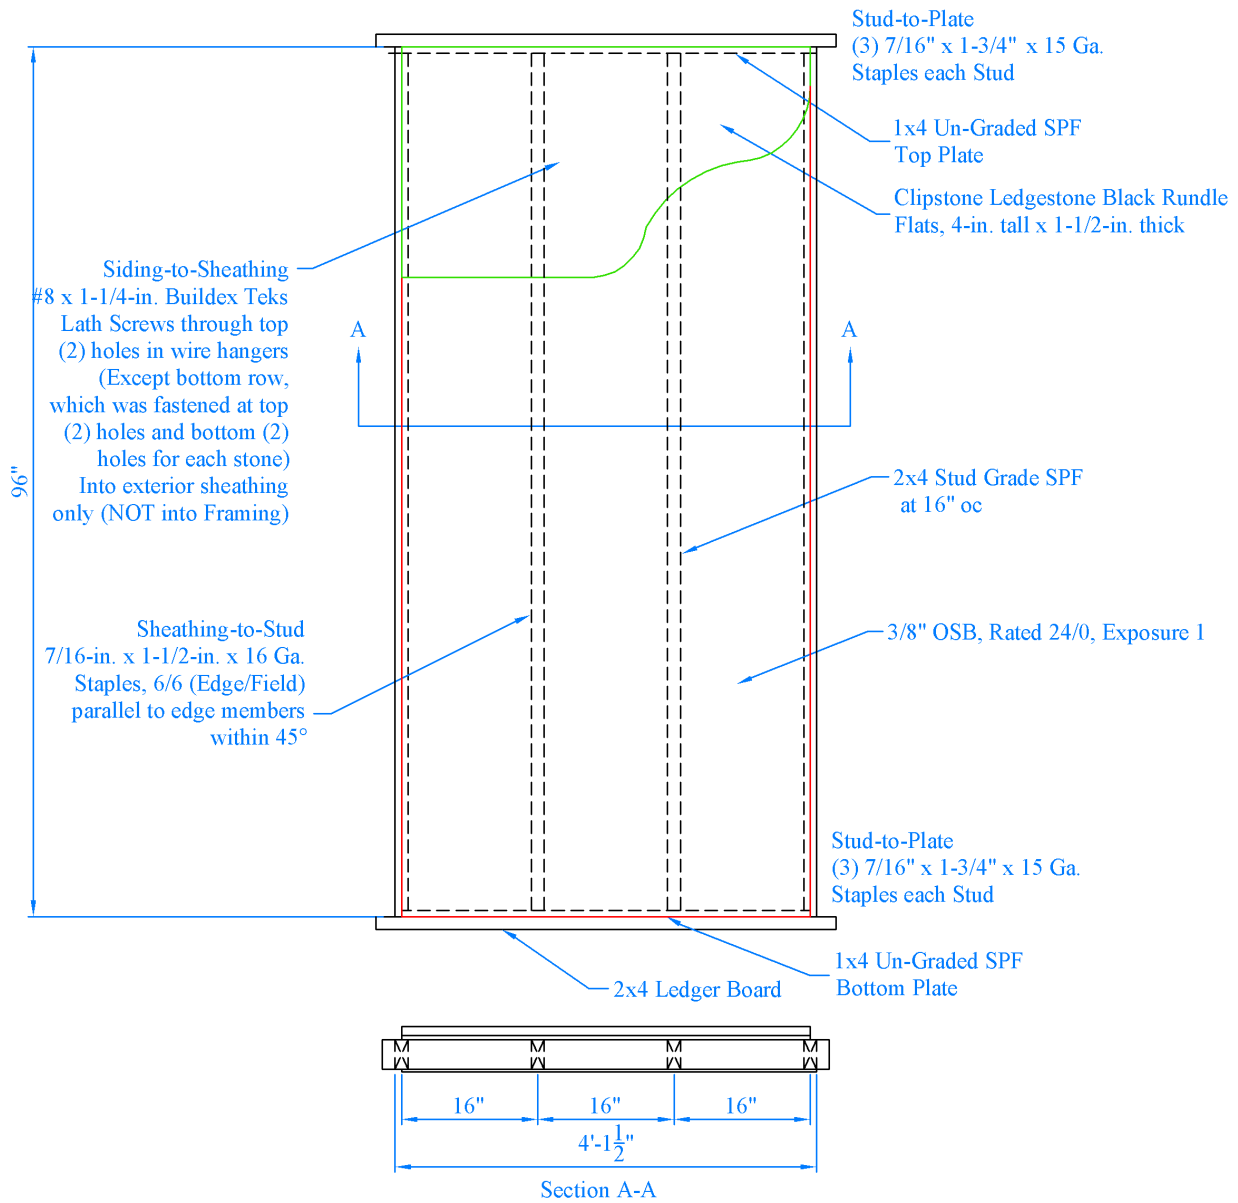 Stud-to-Plate
(3) 7/16" x 1-3/4" x 15 Ga.
Staples each Stud
1x4 Un-Graded SPF
Top Plate
Clipstone Ledgestone Black Rundle
Flats, 4-in. tall x 1-1/2-in. thick
Siding-to-Sheathing
#8 x 1-1/4-in. Buildex Teks
Lath Screws through top
(2) holes in wire hangers
(Except bottom row,
which was fastened at top
(2) holes and bottom (2)
holes for each stone)
Into exterior sheathing
only (NOT into Framing)
A
A
96"
2x4 Stud Grade SPF
at 16" oc
Sheathing-to-Stud
7/16-in. x 1-1/2-in. x 16 Ga.
Staples, 6/6 (Edge/Field)
parallel to edge members
within 45°
3/8" OSB, Rated 24/0, Exposure 1
Stud-to-Plate
(3) 7/16" x 1-3/4" x 15 Ga.
Staples each Stud
1x4 Un-Graded SPF
Bottom Plate
2x4 Ledger Board
16"
16"
16"
4'-1 1/2"
Section A-A